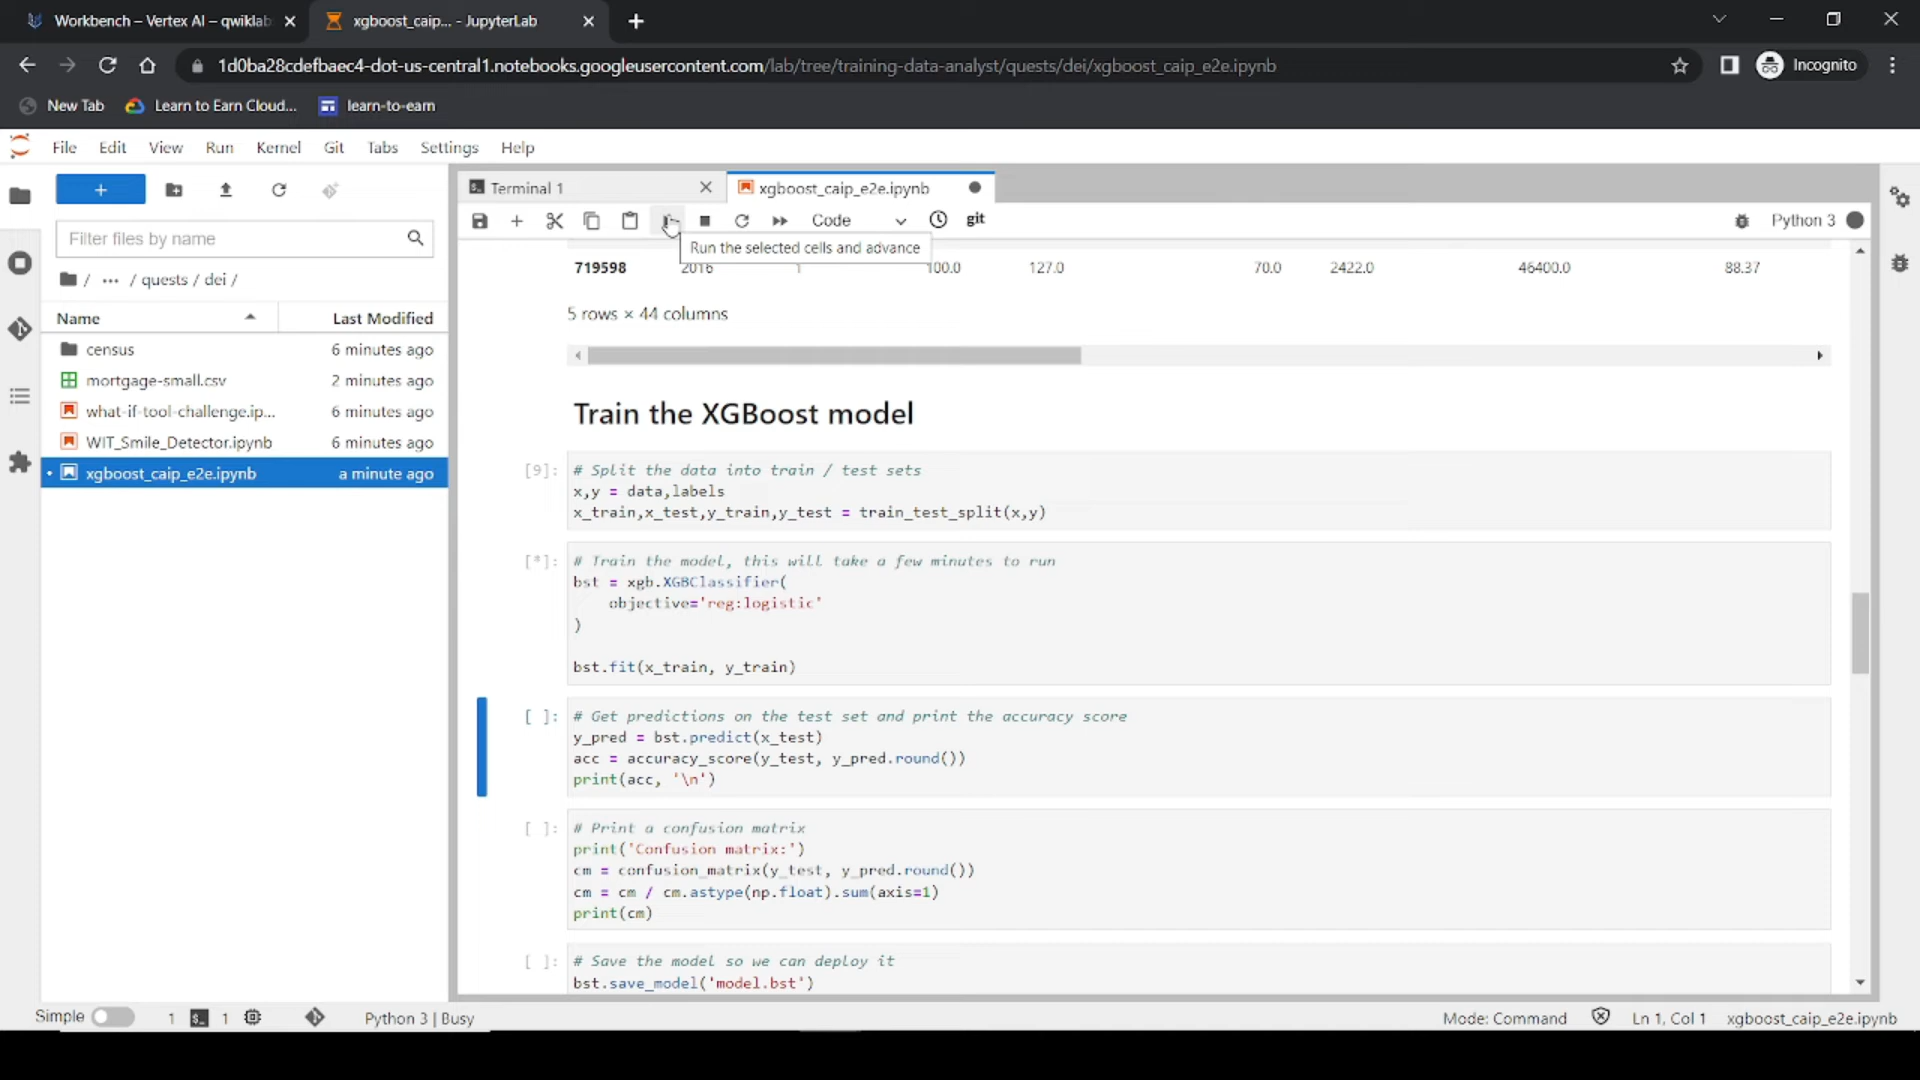 Workbench – Vertex AI – qwiklab
xgboost_caip... - JupyterLab
1d0ba28cdefbaec4-dot-us-central1.notebooks.googleusercontent.com/lab/tree/training-data-analyst/quests/dei/xgboost_caip_e2e.ipynb
Incognito
New Tab
Learn to Earn Cloud...
learn-to-earn
File Edit View Run Kernel Git Tabs Settings Help
Terminal 1
xgboost_caip_e2e.ipynb
Code
git
Python 3
Run the selected cells and advance
Filter files by name
/ ... / quests / dei /
Name Last Modified
census 6 minutes ago
mortgage-small.csv 2 minutes ago
what-if-tool-challenge.ip... 6 minutes ago
WIT_Smile_Detector.ipynb 6 minutes ago
xgboost_caip_e2e.ipynb a minute ago
719598 2016 1 100.0 127.0 70.0 2422.0 46400.0 88.37
5 rows × 44 columns
Train the XGBoost model
[9]: # Split the data into train / test sets
x,y = data,labels
x_train,x_test,y_train,y_test = train_test_split(x,y)
[*]: # Train the model, this will take a few minutes to run
bst = xgb.XGBClassifier(
objective='reg:logistic'
)
bst.fit(x_train, y_train)
[ ]: # Get predictions on the test set and print the accuracy score
y_pred = bst.predict(x_test)
acc = accuracy_score(y_test, y_pred.round())
print(acc, '\n')
[ ]: # Print a confusion matrix
print('Confusion matrix:')
cm = confusion_matrix(y_test, y_pred.round())
cm = cm / cm.astype(np.float).sum(axis=1)
print(cm)
[ ]: # Save the model so we can deploy it
bst.save_model('model.bst')
Simple 1 1 Python 3 | Busy Mode: Command Ln 1, Col 1 xgboost_caip_e2e.ipynb